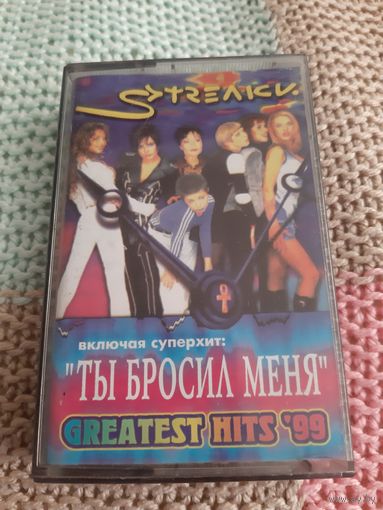 Strелки
включая суперхит:
"ТЫ БРОСИЛ МЕНЯ"
GREATEST HITS '99